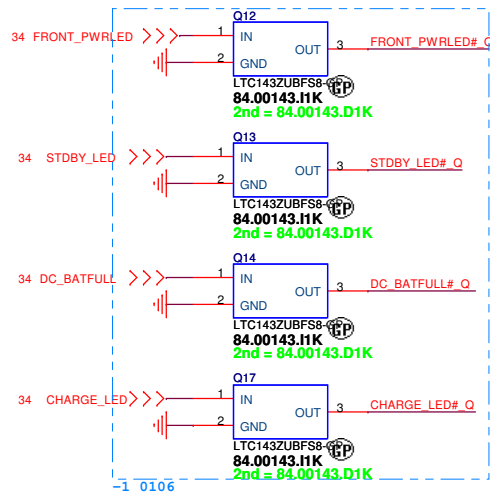 Q12
34 FRONT_PWRLED 1 IN OUT 3 FRONT_PWRLED#_Q
2 GND
LTC143ZUBFS8-GP
GP
84.00143.I1K
2nd = 84.00143.D1K
Q13
34 STDBY_LED 1 IN OUT 3 STDBY_LED#_Q
2 GND
LTC143ZUBFS8-GP
GP
84.00143.I1K
2nd = 84.00143.D1K
Q14
34 DC_BATFULL 1 IN OUT 3 DC_BATFULL#_Q
2 GND
LTC143ZUBFS8-GP
GP
84.00143.I1K
2nd = 84.00143.D1K
Q17
34 CHARGE_LED 1 IN OUT 3 CHARGE_LED#_Q
2 GND
LTC143ZUBFS8-GP
GP
84.00143.I1K
2nd = 84.00143.D1K
-1 0106